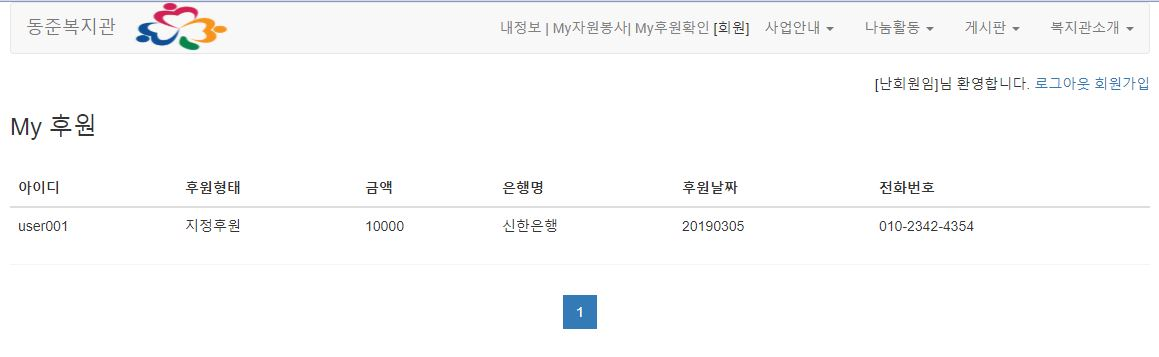 동준복지관 내정보 | My자원봉사| My후원확인 [회원] 사업안내 나눔활동 게시판 복지관소개
[난회원임]님 환영합니다. 로그아웃 회원가입
My 후원
아이디 후원형태 금액 은행명 후원날짜 전화번호
user001 지정후원 10000 신한은행 20190305 010-2342-4354
1